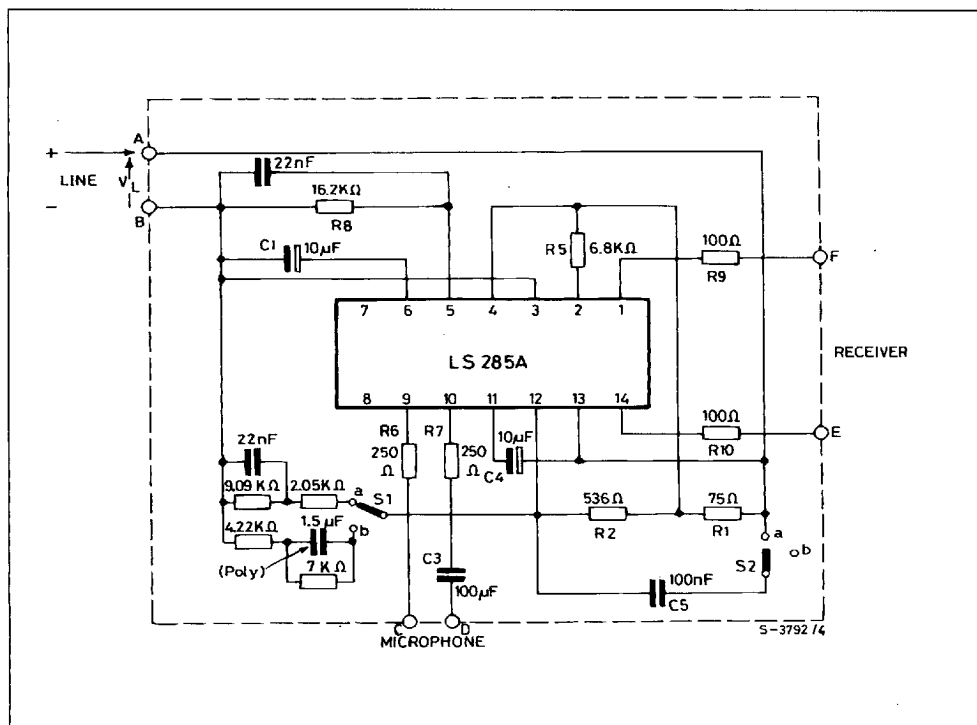 A
+
LINE
VL
−
B
22nF
16.2KΩ
R8
C1
10µF
R5
6.8KΩ
100Ω
R9
F
7 6 5 4 3 2 1
LS 285A
8 9 10 11 12 13 14
RECEIVER
100Ω
R10
E
R6
250
Ω
R7
250
Ω
10µF
C4
22nF
9.09 KΩ
2.05KΩ
a
S1
b
4.22KΩ
1.5µF
(Poly)
7 KΩ
536Ω
R2
75Ω
R1
a
b
S2
C3
100µF
100nF
C5
C
D
MICROPHONE
S-3792/4